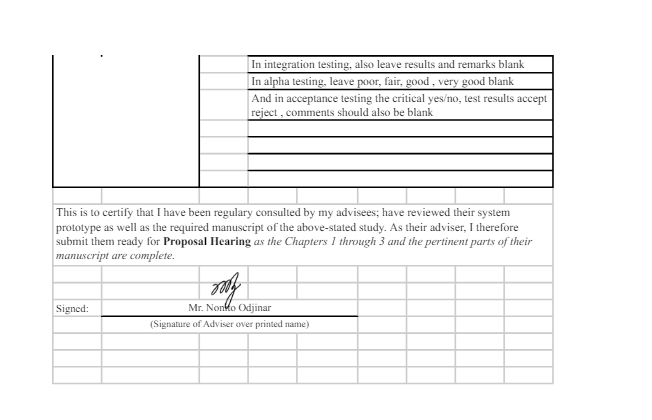 In integration testing, also leave results and remarks blank
In alpha testing, leave poor, fair, good , very good blank
And in acceptance testing the critical yes/no, test results accept
reject , comments should also be blank
This is to certify that I have been regulary consulted by my advisees; have reviewed their system
prototype as well as the required manuscript of the above-stated study. As their adviser, I therefore
submit them ready for Proposal Hearing as the Chapters 1 through 3 and the pertinent parts of their
manuscript are complete.
Signed: Mr. Nonito Odjinar
(Signature of Adviser over printed name)